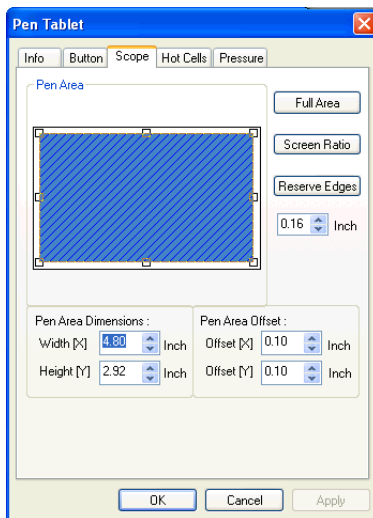 Pen Tablet
Info Button Scope Hot Cells Pressure
Pen Area
Full Area
Screen Ratio
Reserve Edges
0.16 Inch
Pen Area Dimensions :
Width [X] 4.80 Inch
Height [Y] 2.92 Inch
Pen Area Offset :
Offset [X] 0.10 Inch
Offset [Y] 0.10 Inch
OK Cancel Apply